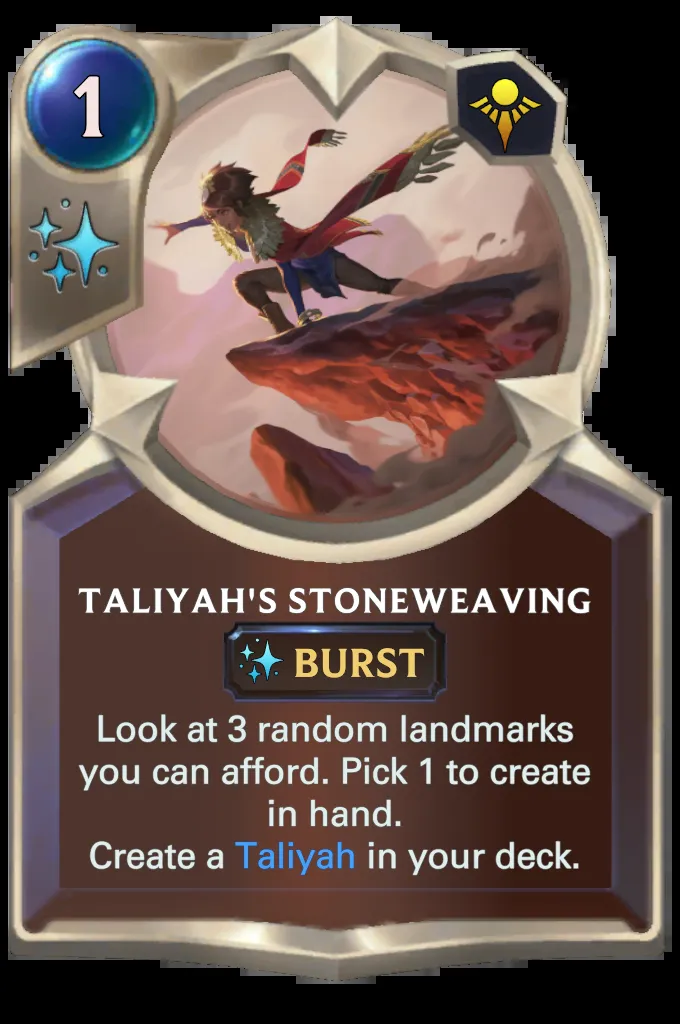 1
TALIYAH'S STONEWEAVING
BURST
Look at 3 random landmarks
you can afford. Pick 1 to create
in hand.
Create a Taliyah in your deck.